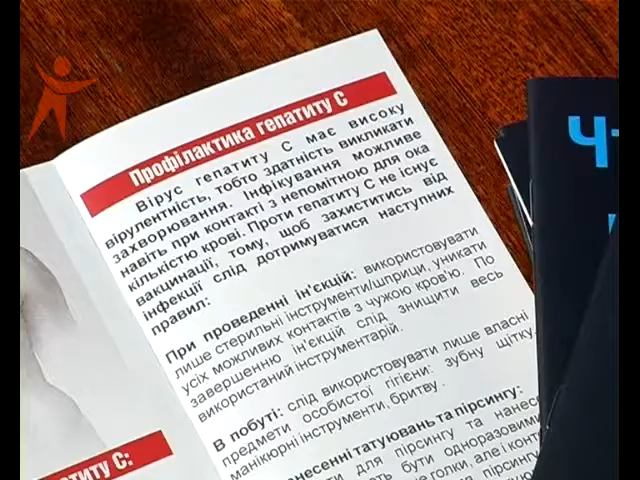 Профілактика гепатиту С
Вірус гепатиту С має високу
вірулентність, тобто здатність викликати
захворювання. Інфікування можливе
навіть при контакті з непомітною для ока
кількістю крові. Проти гепатиту С не існує
вакцинації, тому, щоб захиститись від
інфекції слід дотримуватися наступних
правил:
При проведенні ін'єкцій: використовувати
лише стерильні інструменти/шприци, уникати
усіх можливих контактів з чужою кров'ю. По
завершенню ін'єкцій слід знищити весь
використаний інструментарій.
В побуті: слід використовувати лише власні
предмети особистої гігієни: зубну щітку,
манікюрні інструменти, бритву .
нанесенні татуювань та пірсингу:
для пірсингу та
бути одноразовими
голки, але і
пірсингу
С: